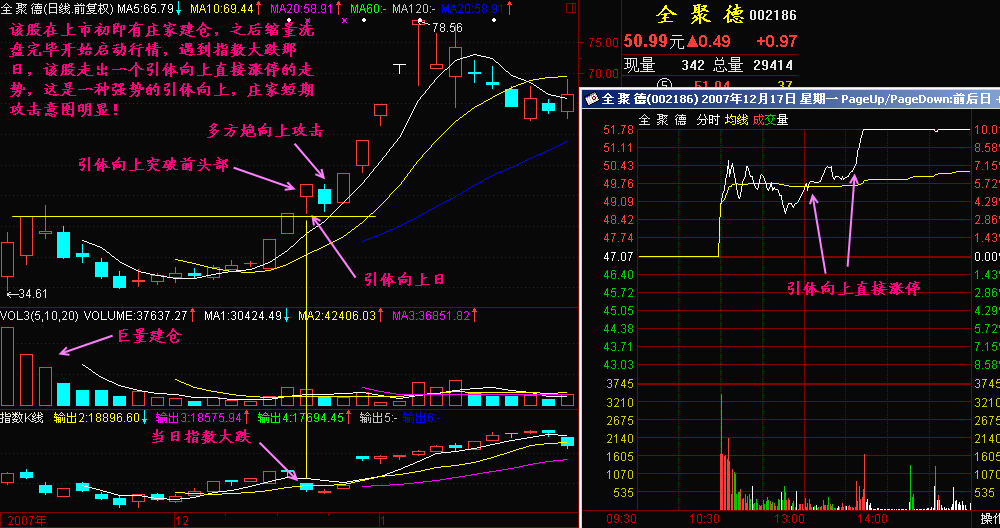 全聚德(日线.前复权) MA5:65.79↓ MA10:69.44↑ MA20:58.91↑ MA60:- MA120:- MA20:58.91↑
该股在上市初即有庄家建仓，之后缩量洗
盘完毕开始启动行情，遇到指数大跌那
日，该股走出一个引体向上直接涨停的走
势，这是一种强势的引体向上，庄家短期
攻击意图明显！
78.56
75.00
70.00
多方炮向上攻击
引体向上突破前头部
引体向上日
←34.61
VOL3(5,10,20) VOLUME:37637.27↑ MA1:30424.49↓ MA2:42406.03↑ MA3:36851.82↑
巨量建仓
指数K线 输出2:18896.60↓ 输出3:18575.94↑ 输出4:17694.45↑ 输出5:- 输出6:-
当日指数大跌
2007年 12 1
全聚德 002186
50.99元▲0.49 +0.97
现量 342 总量 29414
⑤ 51.04 37
全聚德(002186) 2007年12月17日 星期一 PageUp/PageDown:前后日
全聚德 分时 均线 成交量
51.78 10.01
51.11 8.58%
50.43 7.15%
49.76 5.72%
49.09 4.29%
48.42 2.86%
47.74 1.43%
47.07 0.00%
46.40 1.43%
45.72 2.86%
45.05 4.29%
44.38 5.72%
43.71 7.15%
43.03 8.58%
3745 3745
3210 3210
2675 2675
2140 2140
1605 1605
1070 1070
535 535
引体向上直接涨停
09:30 10:30 13:00 14:00 操作